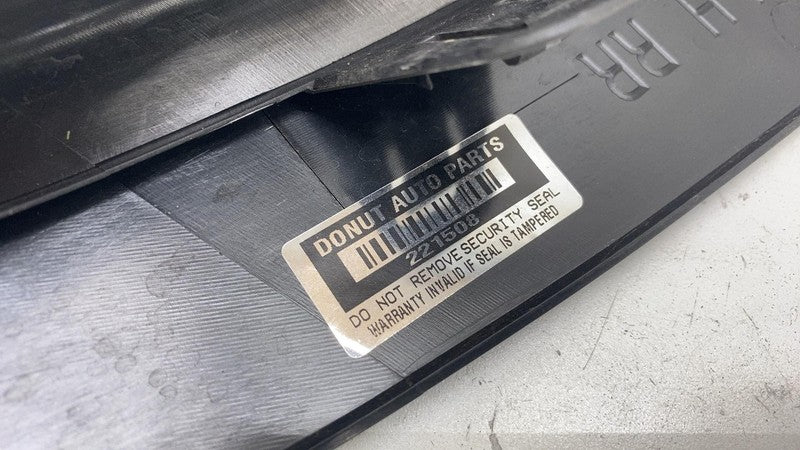 H RR
DONUT AUTO PARTS
221508
DO NOT REMOVE SECURITY SEAL
WARRANTY INVALID IF SEAL IS TAMPERED